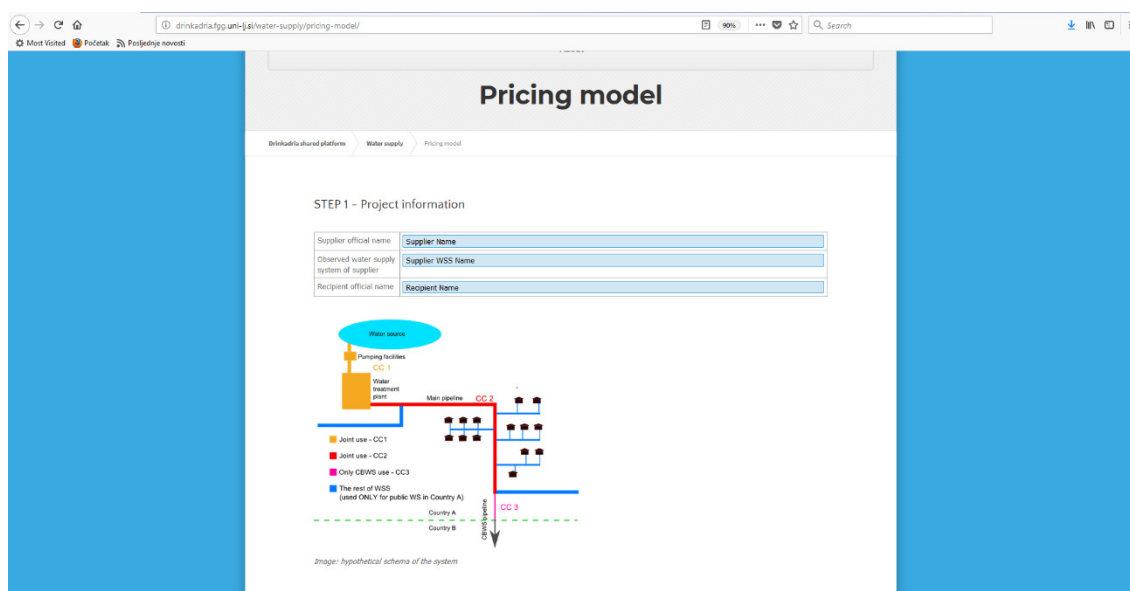 drinkadria.fgg.uni-lj.si/water-supply/pricing-model/
90%
Search
Most Visited Početak Posljednje novosti
Pricing model
Drinkadria shared platform Water supply Pricing model
STEP 1 – Project information
Supplier official name Supplier Name
Observed water supply Supplier WSS Name
system of supplier
Recipient official name Recipient Name
Water source
Pumping facilities
CC 1
Water
treatment
plant
Main pipeline CC 2
Joint use - CC1
Joint use - CC2
Only CBWS use - CC3
The rest of WSS
(used ONLY for public WS in Country A)
CC 3
CBWS pipeline
Country A
Country B
Image: hypothetical schema of the system